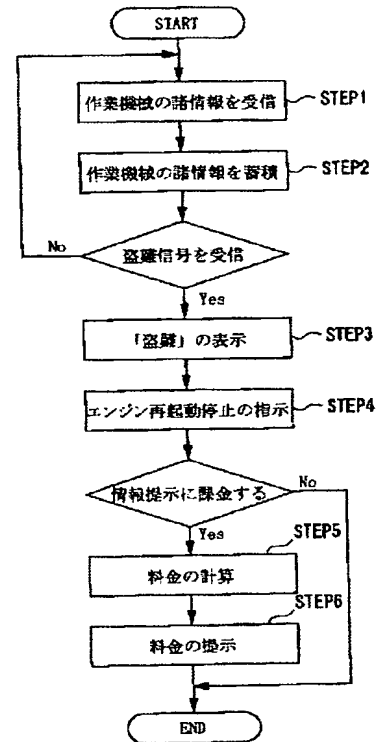 START
作業機械の諸情報を受信
STEP1
作業機械の諸情報を蓄積
STEP2
盗難信号を受信
No
Yes
「盗難」の表示
STEP3
エンジン再起動停止の指示
STEP4
情報提示に課金する
No
Yes
STEP5
料金の計算
STEP6
料金の提示
END